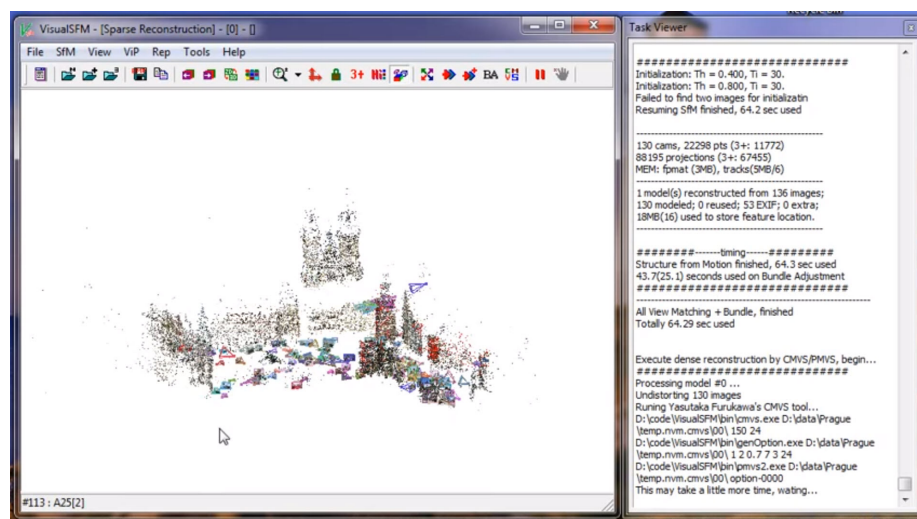 VisualSFM - [Sparse Reconstruction] - [0] - []
File SfM View ViP Rep Tools Help
3+ BA
#113 : A25[2]
Task Viewer
##############################
Initialization: Th = 0.400, Ti = 30.
Initialization: Th = 0.800, Ti = 30.
Failed to find two images for initializatin
Resuming SfM finished, 64.2 sec used
----------------------------------------------------
130 cams, 22298 pts (3+: 11772)
88195 projections (3+: 67455)
MEM: fpmat (3MB), tracks(5MB/6)
----------------------------------------------------
1 model(s) reconstructed from 136 images;
130 modeled; 0 reused; 53 EXIF; 0 extra;
18MB(16) used to store feature location.
----------------------------------------------------
########-------timing------#########
Structure from Motion finished, 64.3 sec used
43.7(25.1) seconds used on Bundle Adjustment
##############################
----------------------------------------------------------------
All View Matching + Bundle, finished
Totally 64.29 sec used
Execute dense reconstruction by CMVS/PMVS, begin...
##############################
Processing model #0 ...
Undistorting 130 images
Runing Yasutaka Furukawa's CMVS tool...
D:\code\VisualSFM\bin\cmvs.exe D:\data\Prague
\temp.nvm.cmvs\00\ 150 24
D:\code\VisualSFM\bin\genOption.exe D:\data\Prague
\temp.nvm.cmvs\00\ 1 2 0.7 7 3 24
D:\code\VisualSFM\bin\pmvs2.exe D:\data\Prague
\temp.nvm.cmvs\00\ option-0000
This may take a little more time, wating...